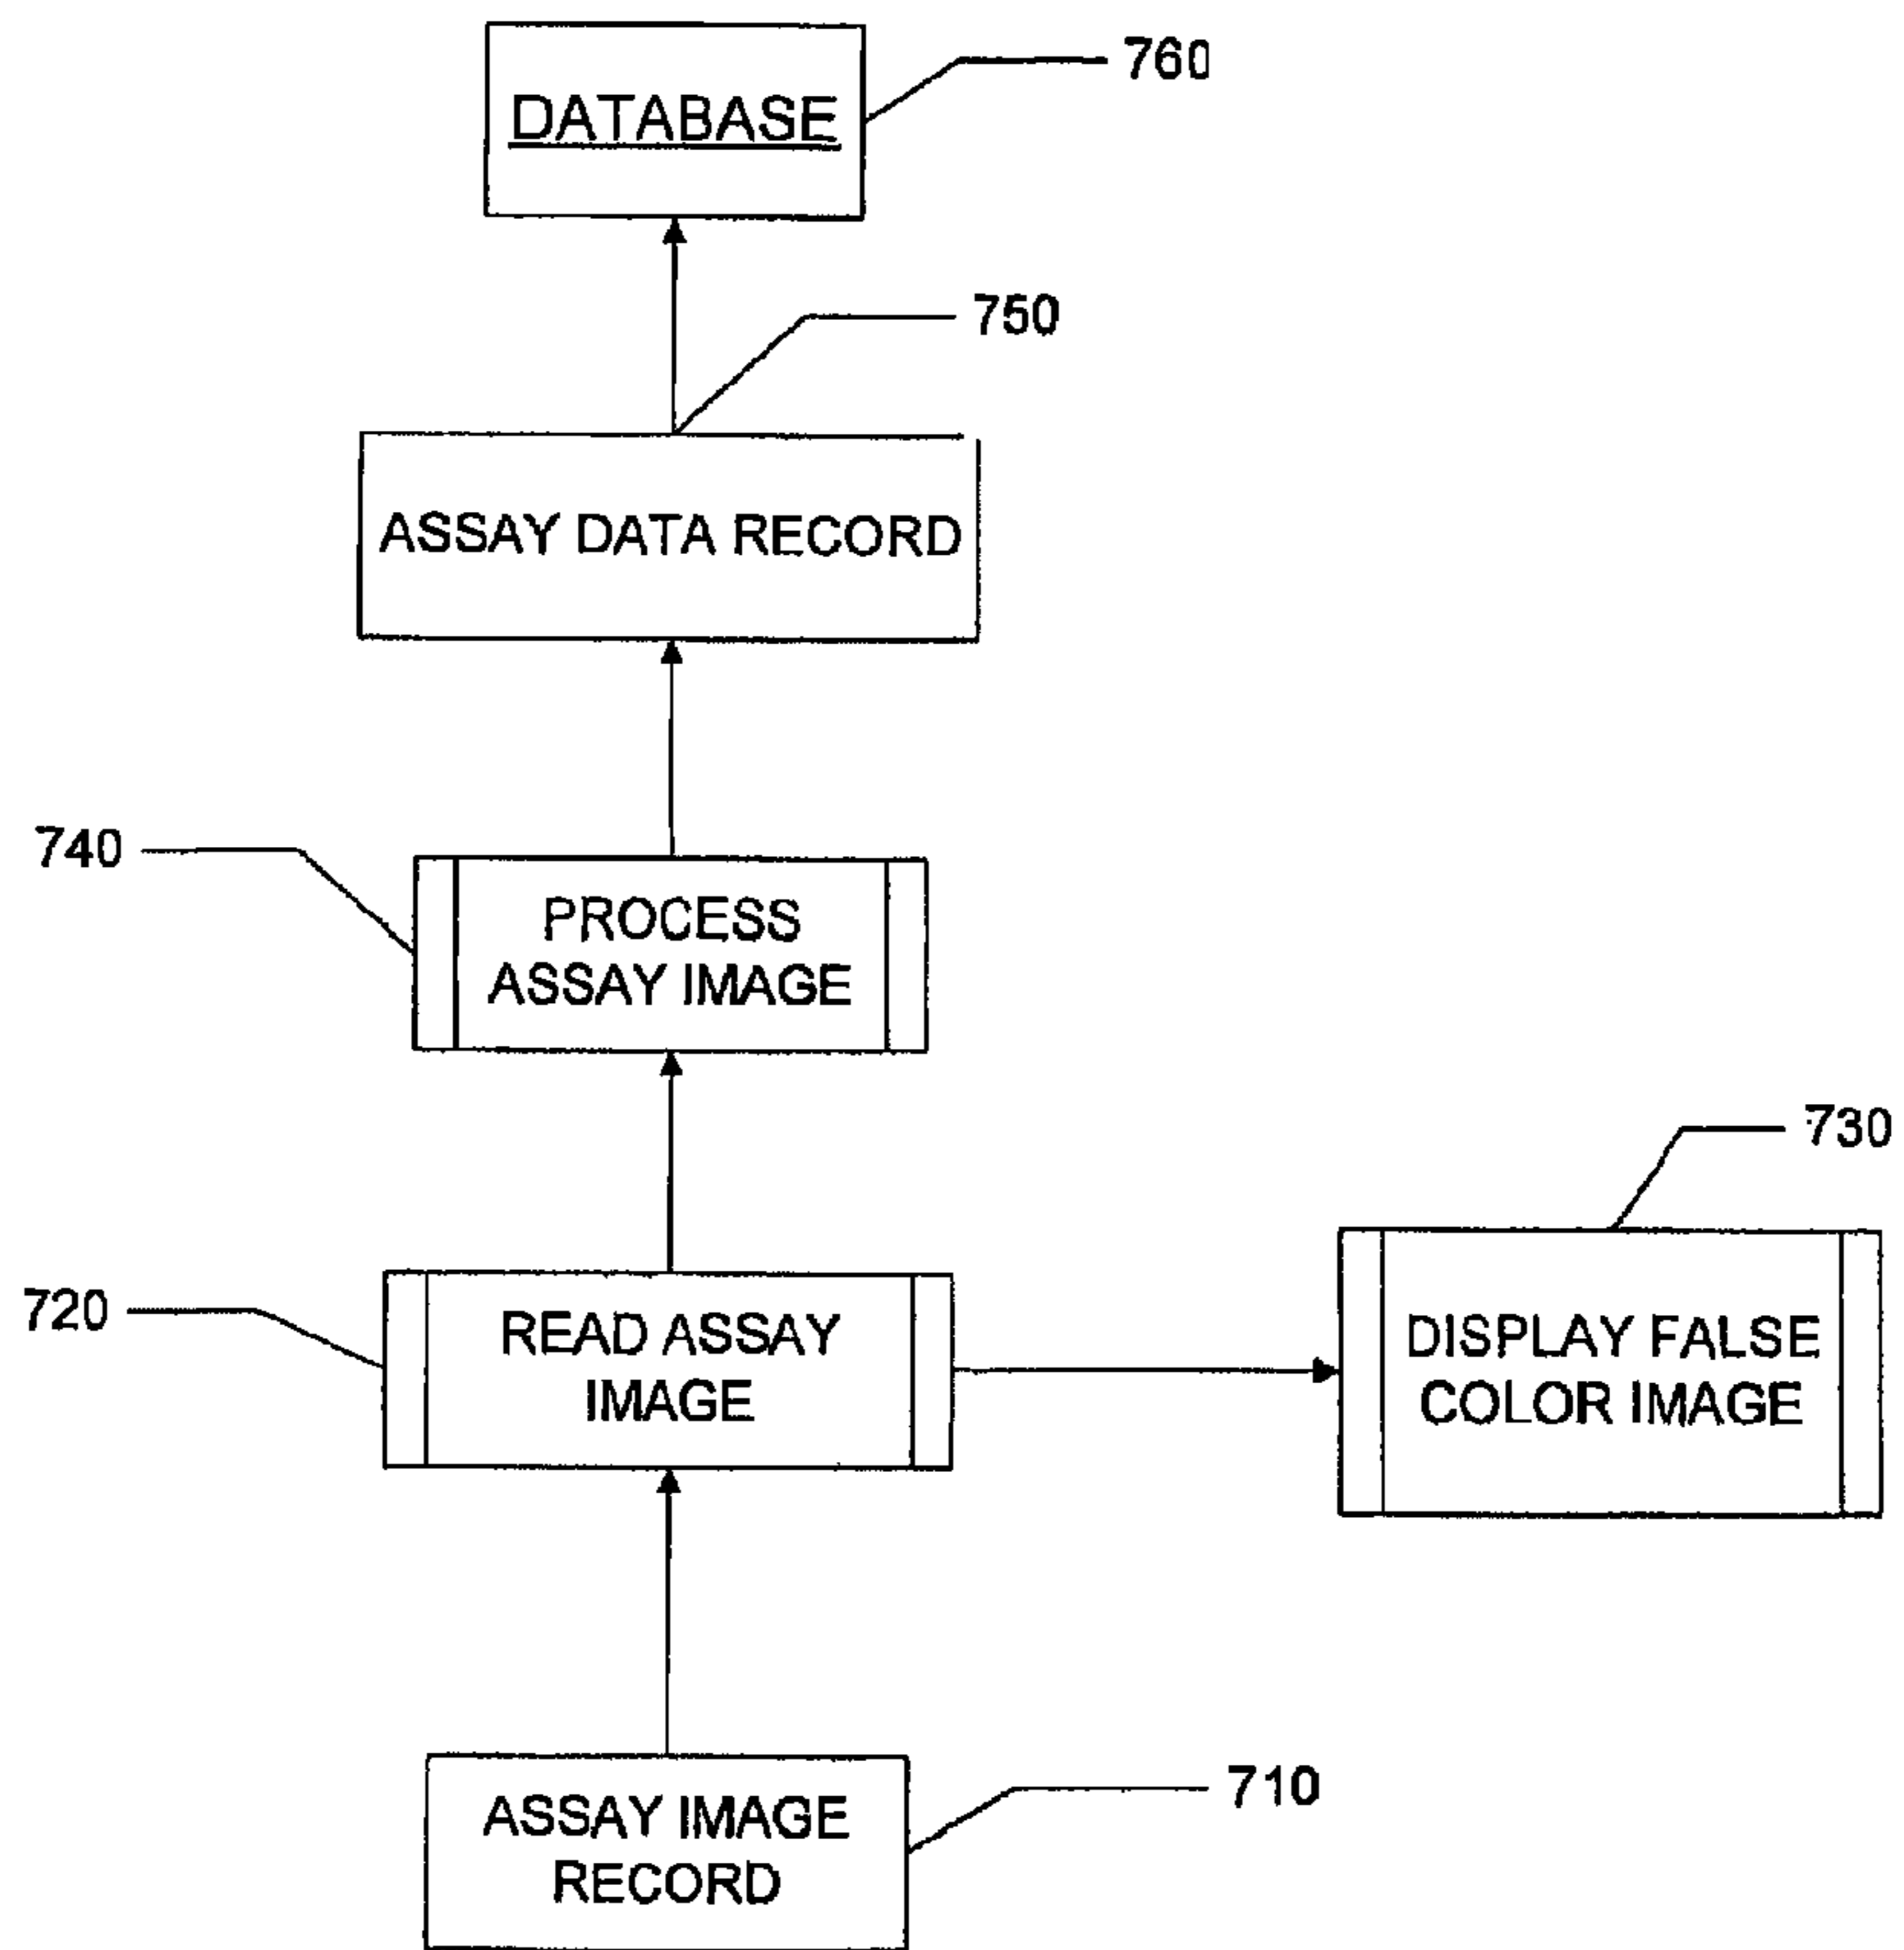 DATABASE
760
750
ASSAY DATA RECORD
740
PROCESS
ASSAY IMAGE
730
720
READ ASSAY
IMAGE
DISPLAY FALSE
COLOR IMAGE
710
ASSAY IMAGE
RECORD